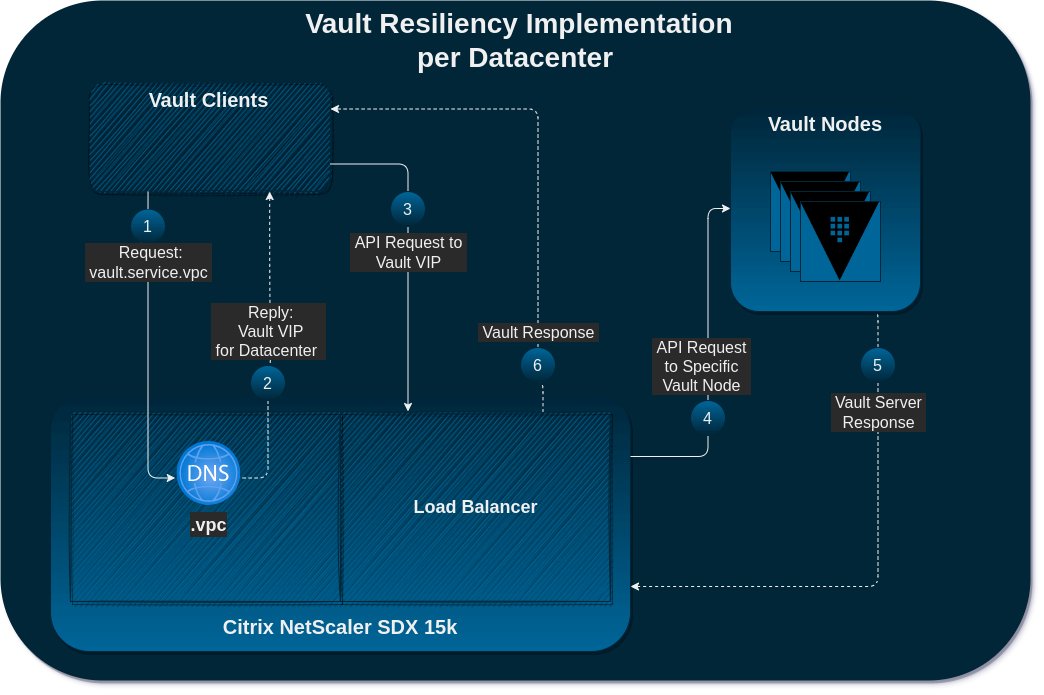 Vault Resiliency Implementation
per Datacenter
Vault Clients
Vault Nodes
1
Request:
vault.service.vpc
3
API Request to
Vault VIP
Reply:
Vault VIP
for Datacenter
2
Vault Response
6
API Request
to Specific
Vault Node
4
5
Vault Server
Response
DNS
.vpc
Load Balancer
Citrix NetScaler SDX 15k